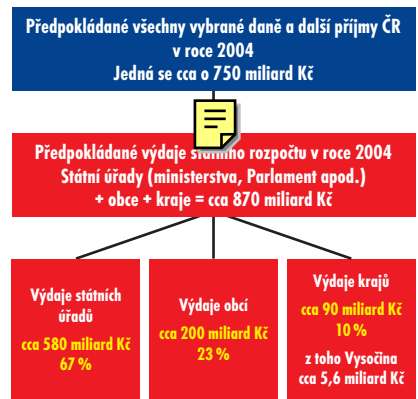 Předpokládané všechny vybrané daně a další příjmy ČR
v roce 2004
Jedná se cca o 750 miliard Kč
Předpokládané výdaje státního rozpočtu v roce 2004
Státní úřady (ministerstva, Parlament apod.)
+ obce + kraje = cca 870 miliard Kč
Výdaje státních
úřadů
cca 580 miliard Kč
67 %
Výdaje obcí
cca 200 miliard Kč
23 %
Výdaje krajů
cca 90 miliard Kč
10 %
z toho Vysočina
cca 5,6 miliard Kč